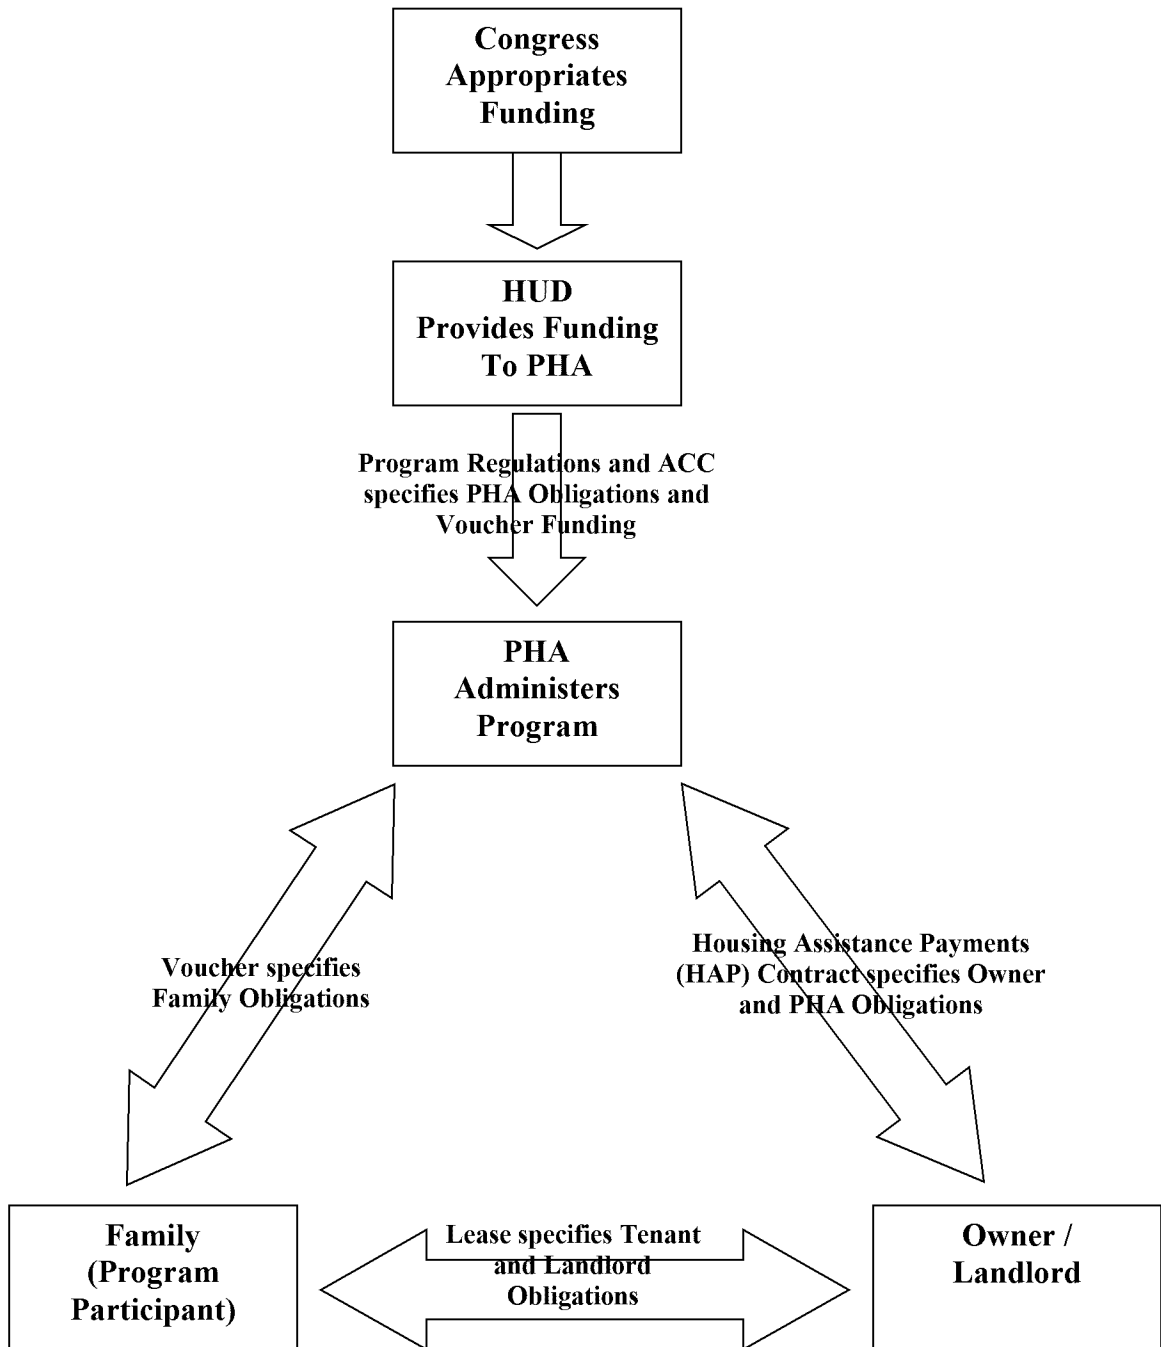 Congress
Appropriates
Funding
HUD
Provides Funding
To PHA
Program Regulations and ACC
specifies PHA Obligations and
Voucher Funding
PHA
Administers
Program
Voucher specifies
Family Obligations
Housing Assistance Payments
(HAP) Contract specifies Owner
and PHA Obligations
Family
(Program
Participant)
Lease specifies Tenant
and Landlord
Obligations
Owner /
Landlord